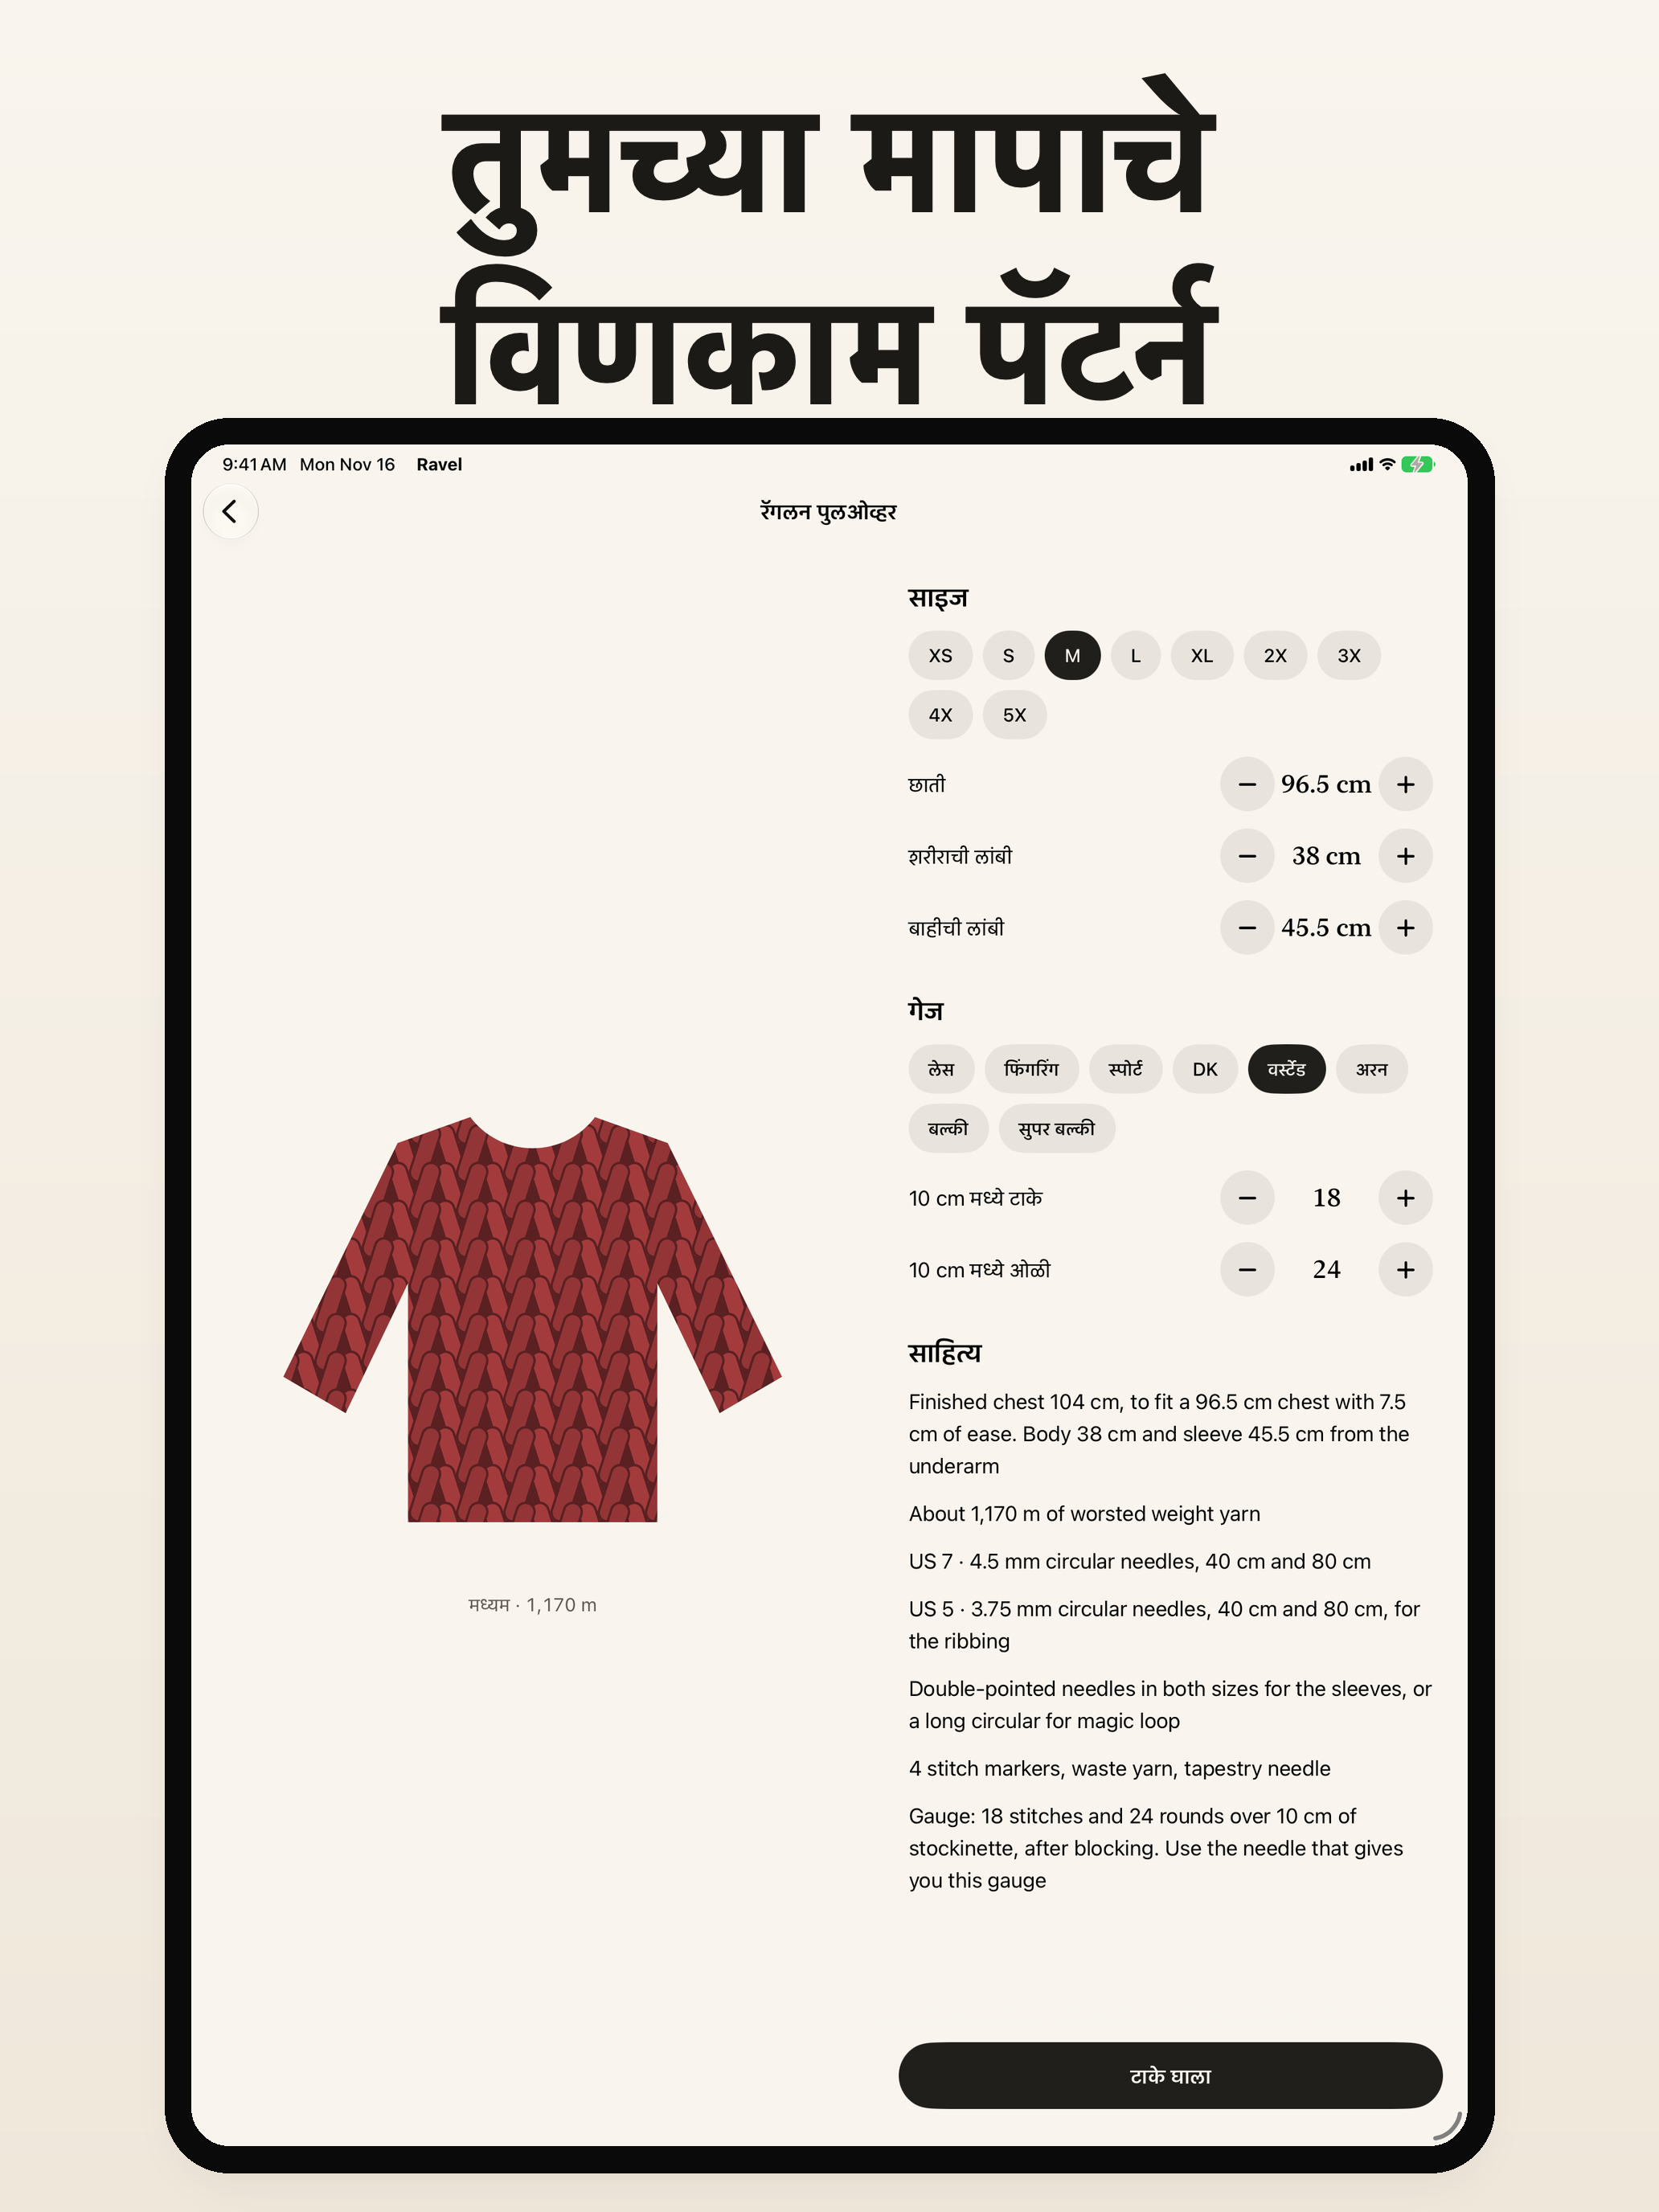 तुमच्या मापाचे
विणकाम पॅटर्न
9:41 AM Mon Nov 16 Ravel
रॅगलन पुलओव्हर
साइज
XS S M L XL 2X 3X
4X 5X
छाती 96.5 cm
शरीराची लांबी 38 cm
बाहीची लांबी 45.5 cm
गेज
लेस फिंगरिंग स्पोर्ट DK वर्स्टेड अरन
बल्की सुपर बल्की
10 cm मध्ये टाके 18
10 cm मध्ये ओळी 24
साहित्य
Finished chest 104 cm, to fit a 96.5 cm chest with 7.5
cm of ease. Body 38 cm and sleeve 45.5 cm from the
underarm
About 1,170 m of worsted weight yarn
US 7 · 4.5 mm circular needles, 40 cm and 80 cm
US 5 · 3.75 mm circular needles, 40 cm and 80 cm, for
the ribbing
Double-pointed needles in both sizes for the sleeves, or
a long circular for magic loop
4 stitch markers, waste yarn, tapestry needle
Gauge: 18 stitches and 24 rounds over 10 cm of
stockinette, after blocking. Use the needle that gives
you this gauge
मध्यम · 1,170 m
टाके घाला